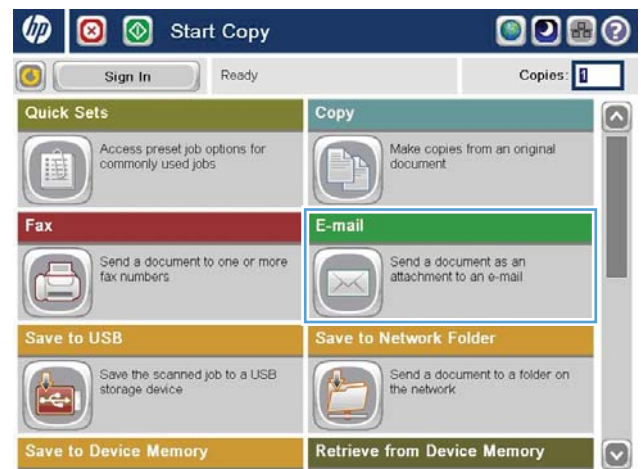 hp Start Copy
Sign In Ready Copies: 1
Quick Sets
Access preset job options for
commonly used jobs
Copy
Make copies from an original
document
Fax
Send a document to one or more
fax numbers
E-mail
Send a document as an
attachment to an e-mail
Save to USB
Save the scanned job to a USB
storage device
Save to Network Folder
Send a document to a folder on
the network
Save to Device Memory
Retrieve from Device Memory